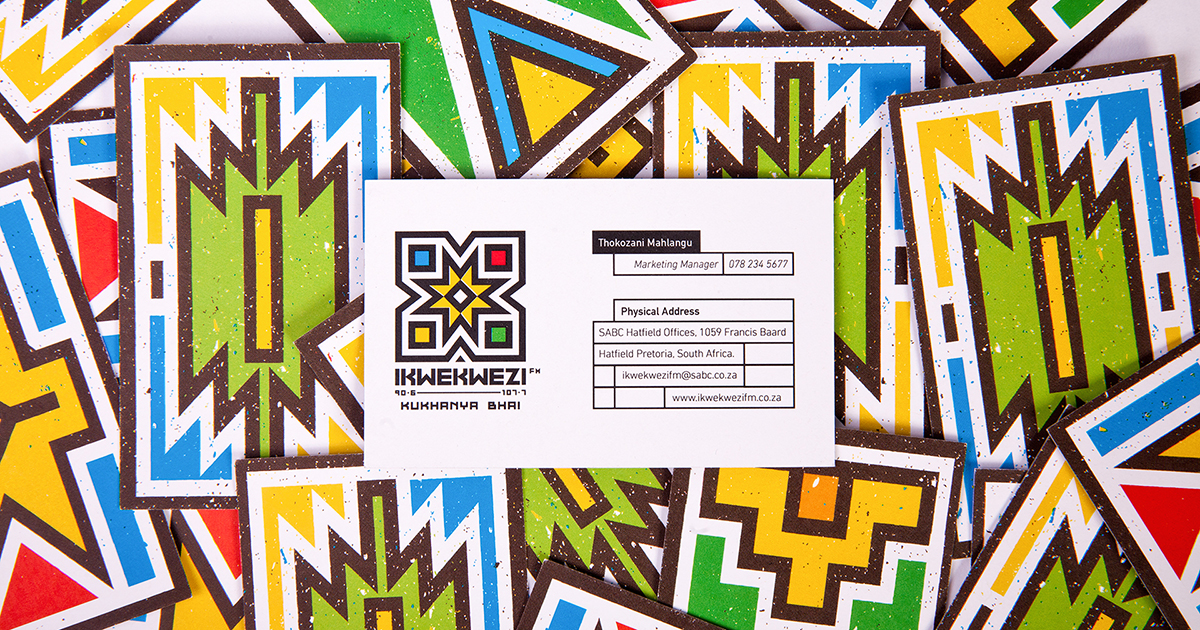 IKWEKWEZI FM
90.6 107.7
KUKHANYA BHAI
Thokozani Mahlangu
Marketing Manager 078 234 5677
Physical Address
SABC Hatfield Offices, 1059 Francis Baard
Hatfield Pretoria, South Africa.
ikwekwezifm@sabc.co.za
www.ikwekwezifm.co.za